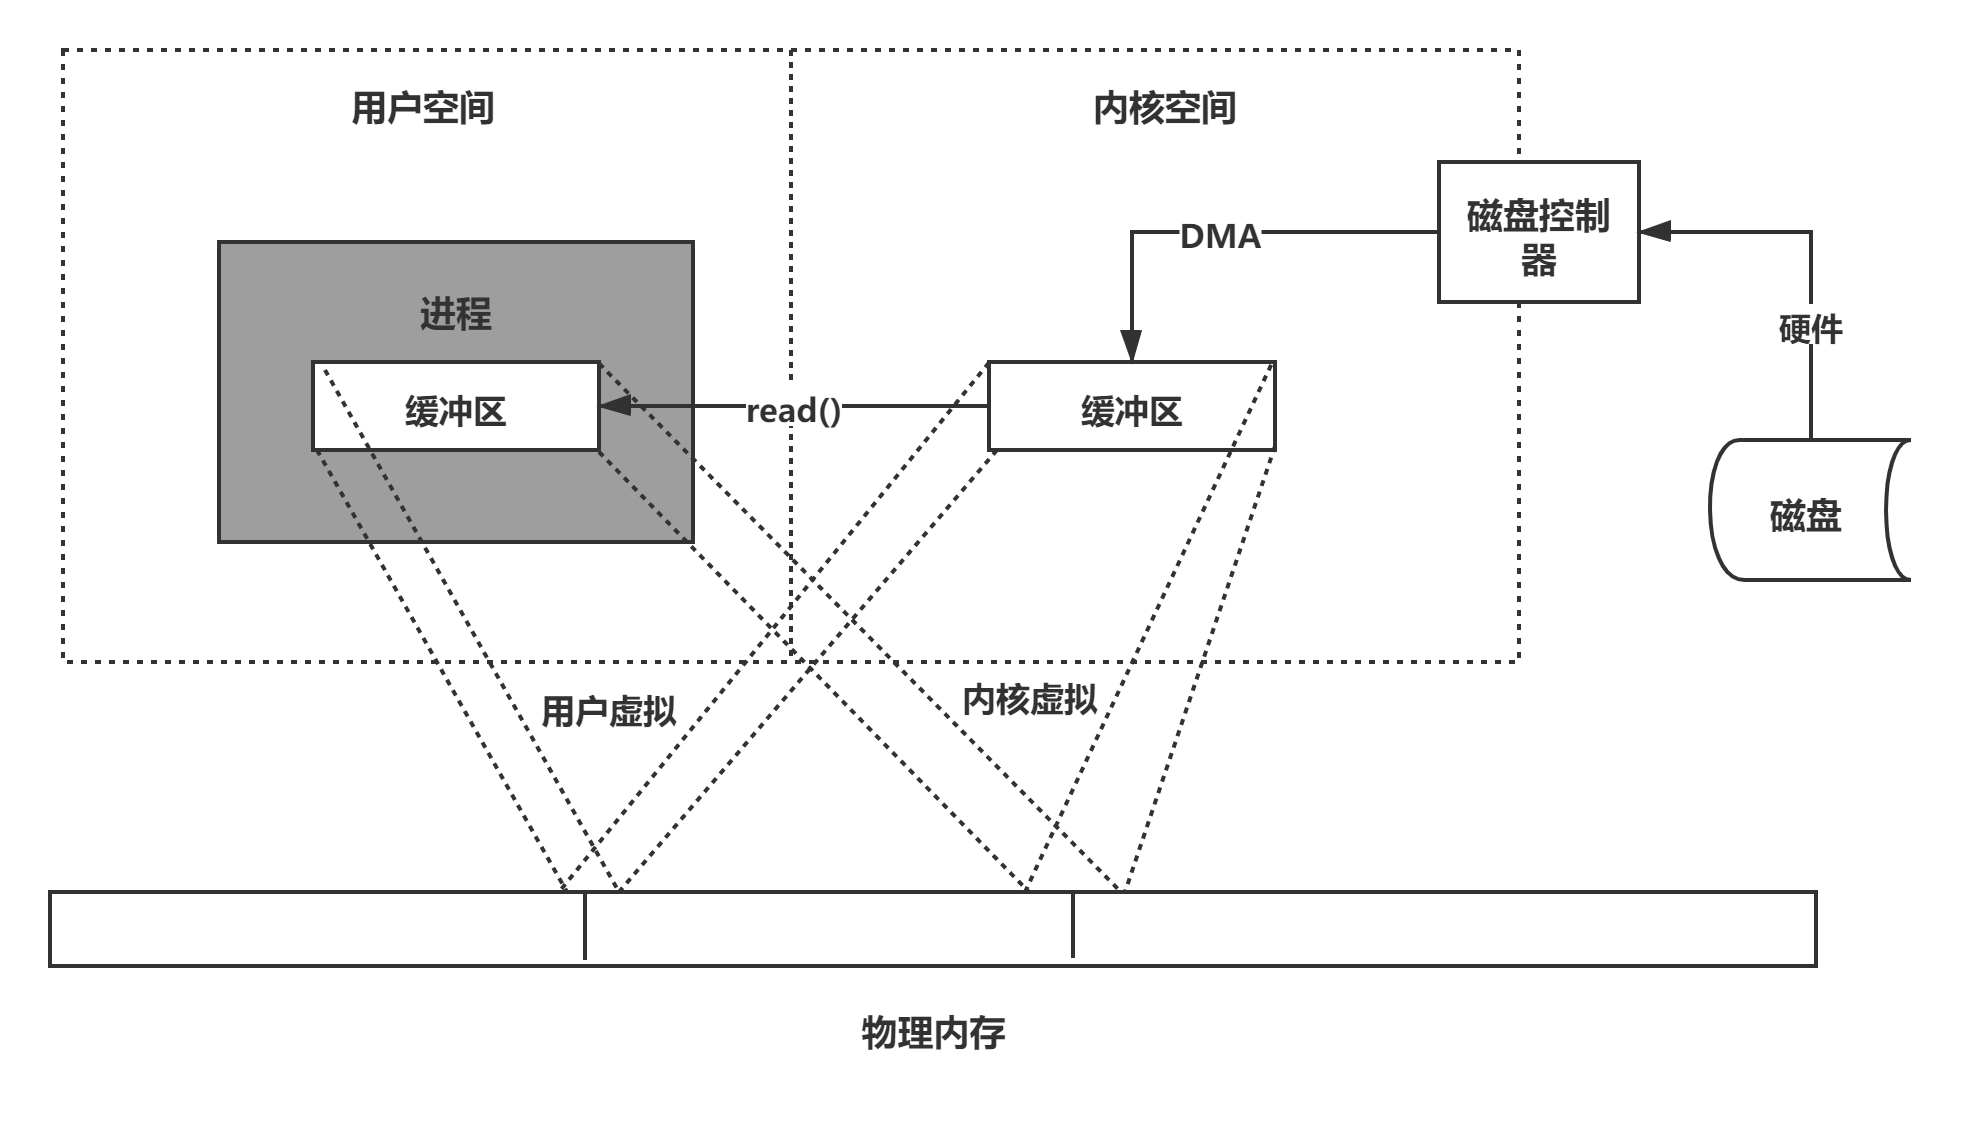 用户空间
内核空间
磁盘控制
器
DMA
进程
硬件
缓冲区
read()
缓冲区
磁盘
用户虚拟
内核虚拟
物理内存